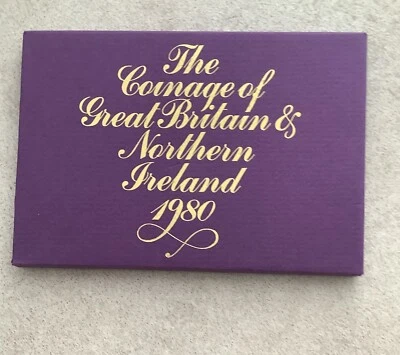 The
Coinage of
Great Britain &
Northern
Ireland
1980